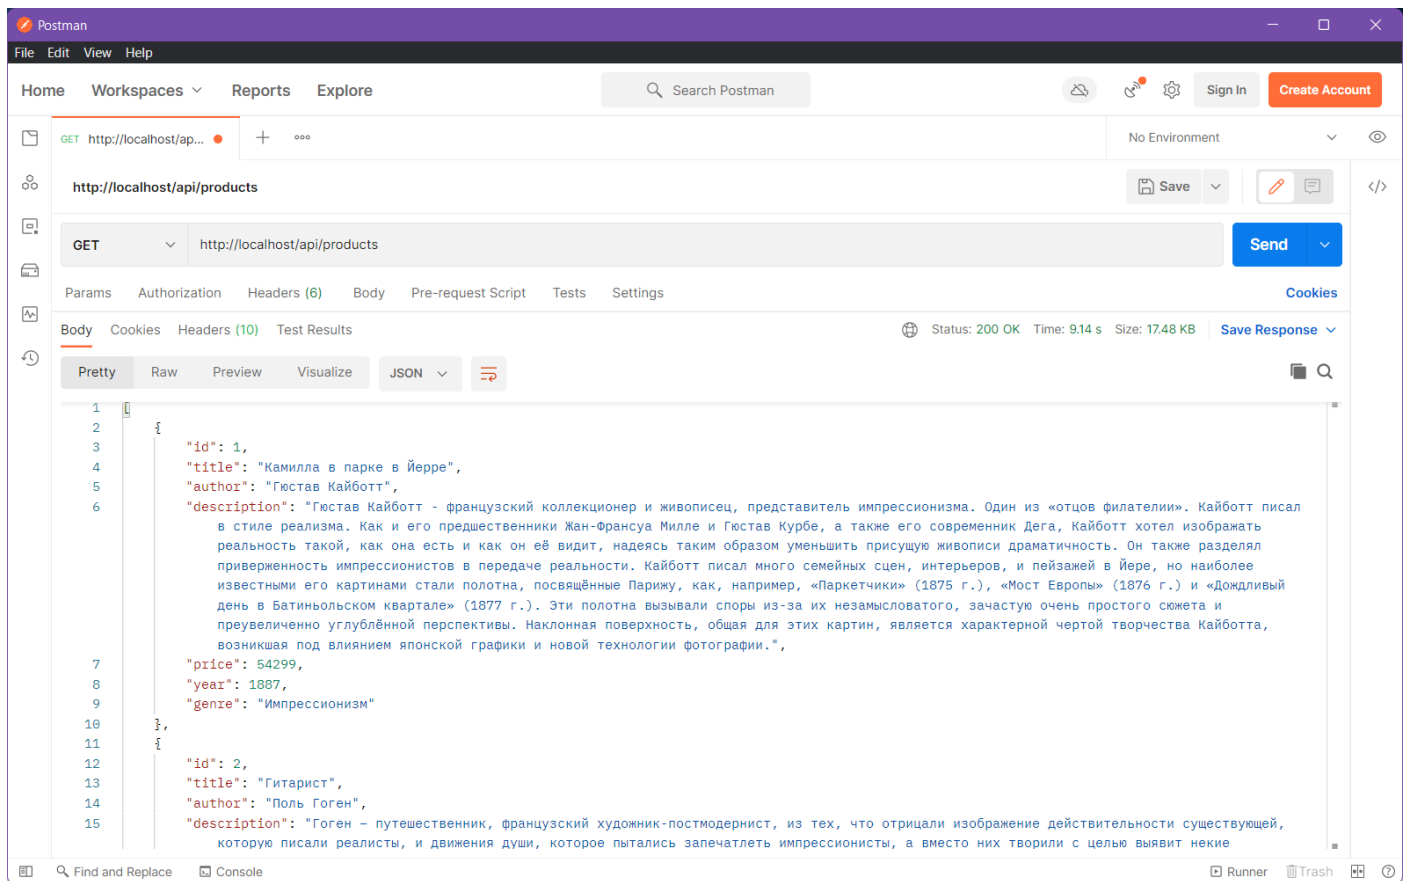 Postman
File Edit View Help
Home Workspaces Reports Explore Search Postman Sign In Create Account
GET http://localhost/ap... No Environment
http://localhost/api/products Save
GET http://localhost/api/products Send
Params Authorization Headers (6) Body Pre-request Script Tests Settings Cookies
Body Cookies Headers (10) Test Results Status: 200 OK Time: 9.14 s Size: 17.48 KB Save Response
Pretty Raw Preview Visualize JSON
1 [
2 {
3 "id": 1,
4 "title": "Камилла в парке в Йерре",
5 "author": "Гюстав Кайботт",
6 "description": "Гюстав Кайботт - французский коллекционер и живописец, представитель импрессионизма. Один из «отцов филателии». Кайботт писал
в стиле реализма. Как и его предшественники Жан-Франсуа Милле и Гюстав Курбе, а также его современник Дега, Кайботт хотел изображать
реальность такой, как она есть и как он её видит, надеясь таким образом уменьшить присущую живописи драматичность. Он также разделял
приверженность импрессионистов в передаче реальности. Кайботт писал много семейных сцен, интерьеров, и пейзажей в Йере, но наиболее
известными его картинами стали полотна, посвящённые Парижу, как, например, «Паркетчики» (1875 г.), «Мост Европы» (1876 г.) и «Дождливый
день в Батиньольском квартале» (1877 г.). Эти полотна вызывали споры из-за их незамысловатого, зачастую очень простого сюжета и
преувеличенно углублённой перспективы. Наклонная поверхность, общая для этих картин, является характерной чертой творчества Кайботта,
возникшая под влиянием японской графики и новой технологии фотографии.",
7 "price": 54299,
8 "year": 1887,
9 "genre": "Импрессионизм"
10 },
11 {
12 "id": 2,
13 "title": "Гитарист",
14 "author": "Поль Гоген",
15 "description": "Гоген – путешественник, французский художник-постмодернист, из тех, что отрицали изображение действительности существующей,
которую писали реалисты, и движения души, которое пытались запечатлеть импрессионисты, а вместо них творили с целью выявит некие
Find and Replace Console Runner Trash